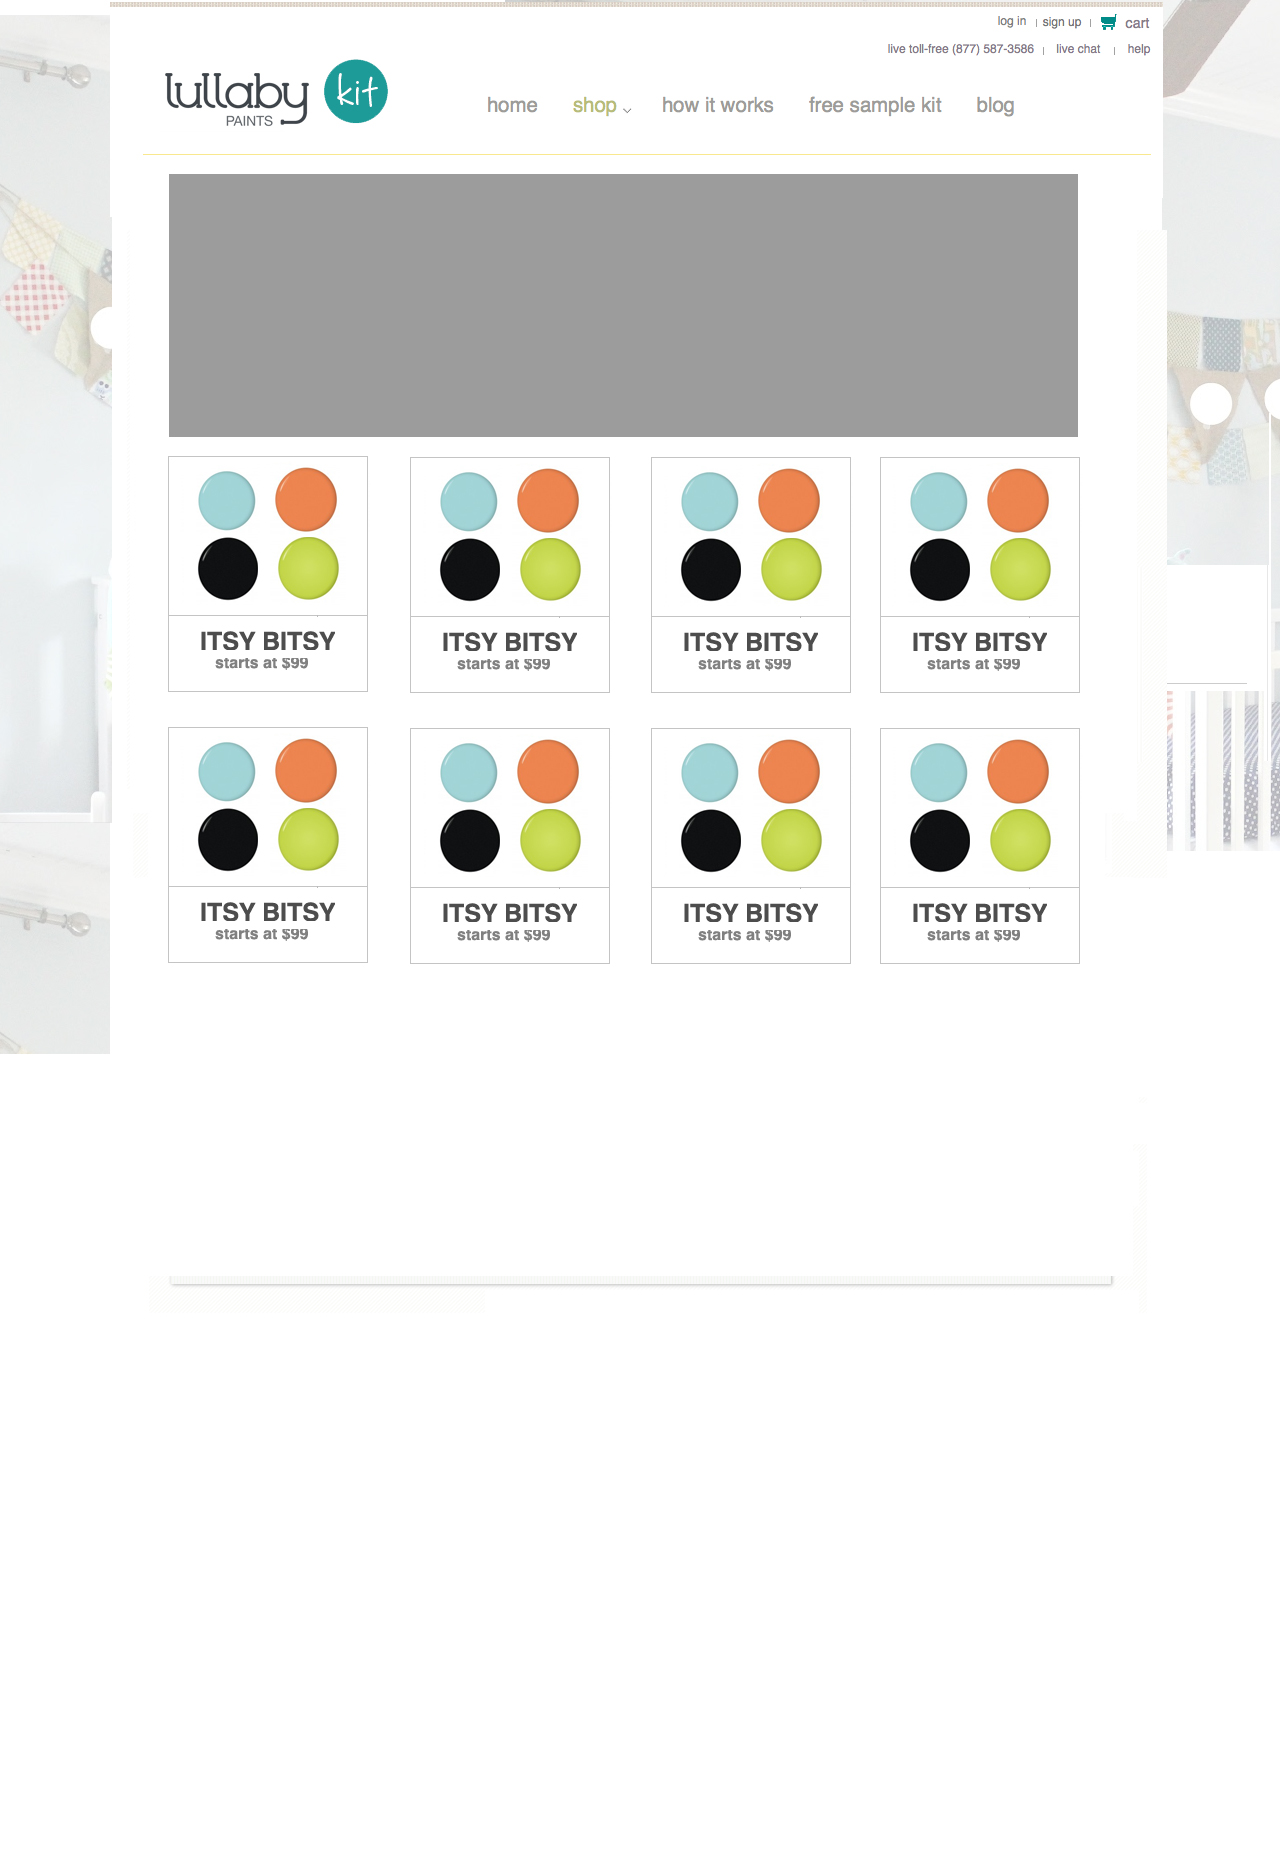 log in | sign up | cart
live toll-free (877) 587-3586 | live chat | help
lullaby kit
PAINTS
home shop how it works free sample kit blog
ITSY BITSY ITSY BITSY ITSY BITSY ITSY BITSY
starts at $99 starts at $99 starts at $99 starts at $99
ITSY BITSY ITSY BITSY ITSY BITSY ITSY BITSY
starts at $99 starts at $99 starts at $99 starts at $99